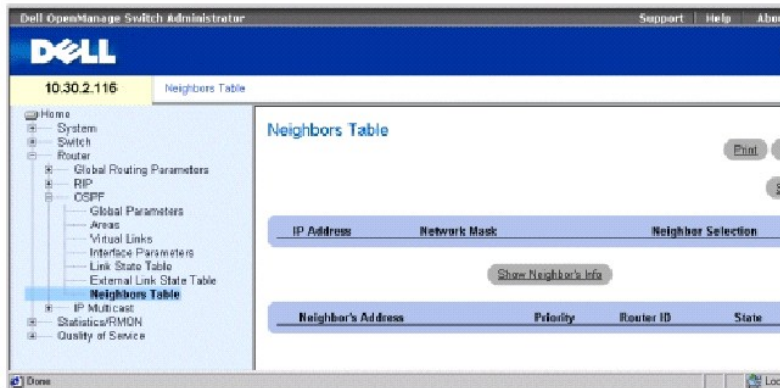 Dell OpenManage Switch Administrator Support Help
DELL
10.30.2.116 Neighbors Table
Home
System
Switch
Router
Global Routing Parameters
RIP
OSPF
Global Parameters
Areas
Virtual Links
Interface Parameters
Link State Table
External Link State Table
Neighbors Table
IP Multicast
Statistics/RMON
Quality of Service
Neighbors Table
Print
IP Address Network Mask Neighbor Selection
Show Neighbor's Info
Neighbor's Address Priority Router ID State
Done